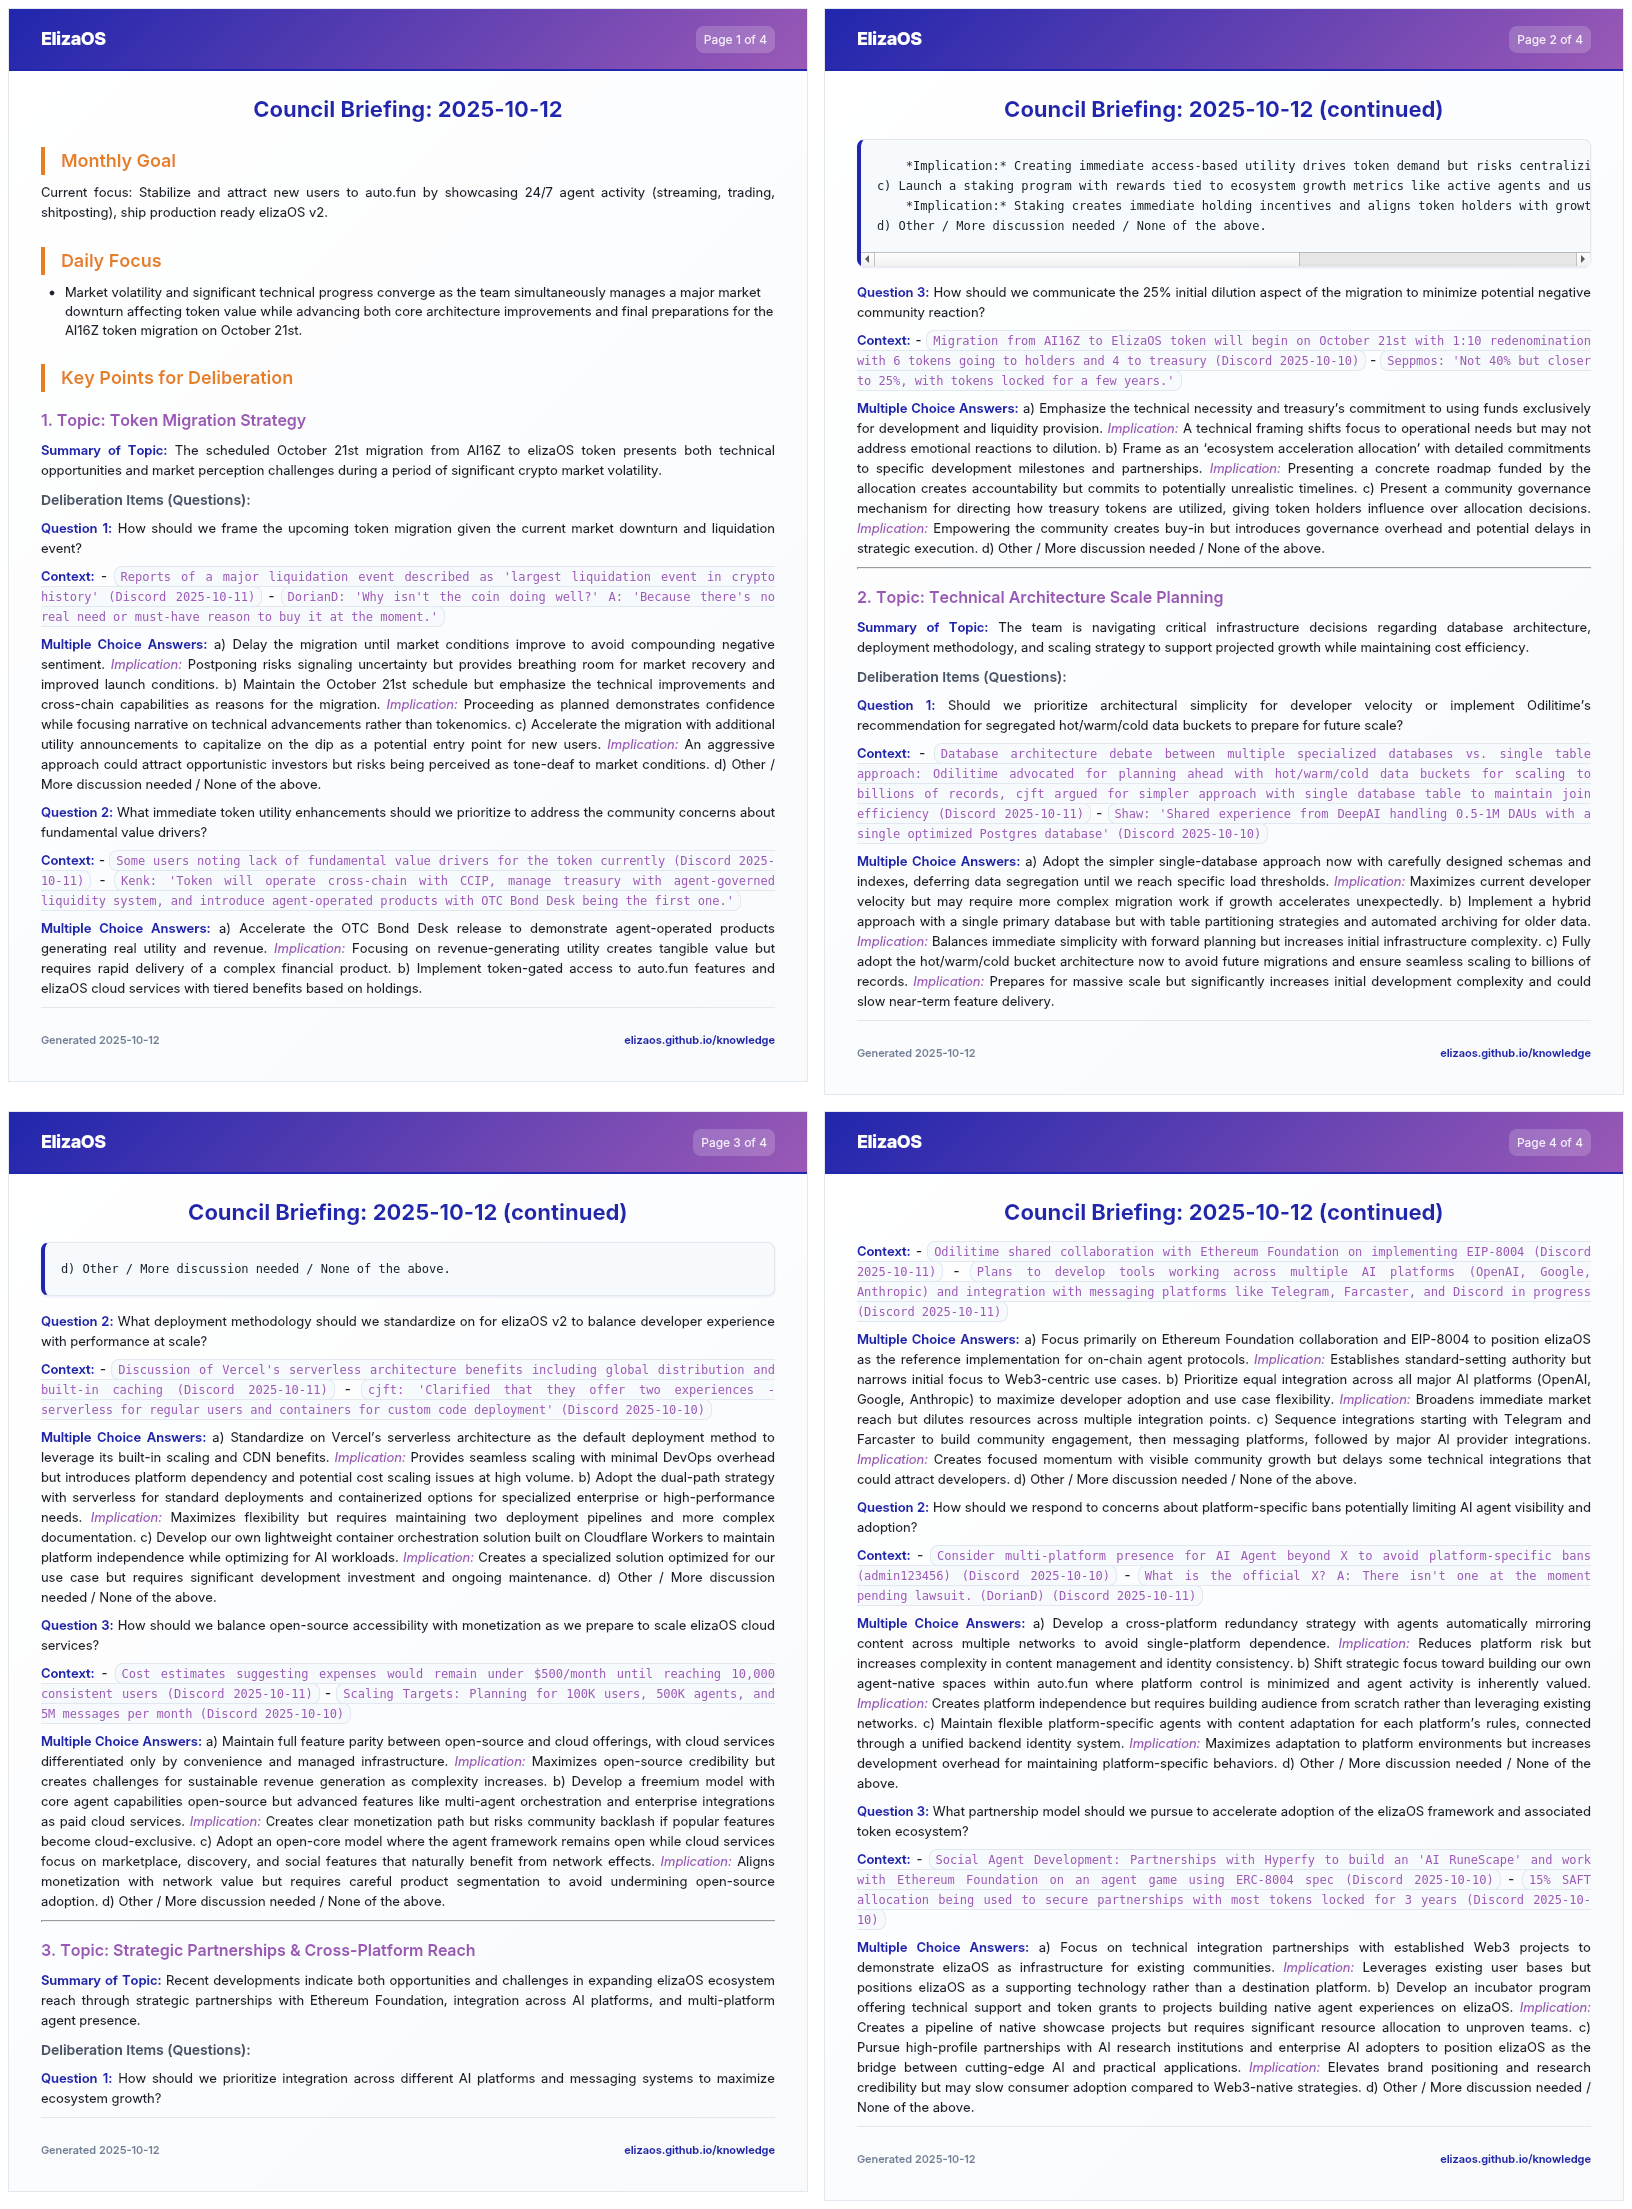 ElizaOS
Page 1 of 4
Council Briefing: 2025-10-12
Monthly Goal
Current focus: Stabilize and attract new users to auto.fun by showcasing 24/7 agent activity (streaming, trading,
shitposting), ship production ready elizaOS v2.
Daily Focus
• Market volatility and significant technical progress converge as the team simultaneously manages a major market
downturn affecting token value while advancing both core architecture improvements and final preparations for the
AI16Z token migration on October 21st.
Key Points for Deliberation
1. Topic: Token Migration Strategy
Summary of Topic: The scheduled October 21st migration from AI16Z to elizaOS token presents both technical
opportunities and market perception challenges during a period of significant crypto market volatility.
Deliberation Items (Questions):
Question 1: How should we frame the upcoming token migration given the current market downturn and liquidation
event?
Context: - Reports of a major liquidation event described as 'largest liquidation event in crypto
history' (Discord 2025-10-11) - DorianD: 'Why isn't the coin doing well?' A: 'Because there's no
real need or must-have reason to buy it at the moment.'
Multiple Choice Answers: a) Delay the migration until market conditions improve to avoid compounding negative
sentiment. Implication: Postponing risks signaling uncertainty but provides breathing room for market recovery and
improved launch conditions. b) Maintain the October 21st schedule but emphasize the technical improvements and
cross-chain capabilities as reasons for the migration. Implication: Proceeding as planned demonstrates confidence
while focusing narrative on technical advancements rather than tokenomics. c) Accelerate the migration with additional
utility announcements to capitalize on the dip as a potential entry point for new users. Implication: An aggressive
approach could attract opportunistic investors but risks being perceived as tone-deaf to market conditions. d) Other /
More discussion needed / None of the above.
Question 2: What immediate token utility enhancements should we prioritize to address the community concerns about
fundamental value drivers?
Context: - Some users noting lack of fundamental value drivers for the token currently (Discord 2025-
10-11) - Kenk: 'Token will operate cross-chain with CCIP, manage treasury with agent-governed
liquidity system, and introduce agent-operated products with OTC Bond Desk being the first one.'
Multiple Choice Answers: a) Accelerate the OTC Bond Desk release to demonstrate agent-operated products
generating real utility and revenue. Implication: Focusing on revenue-generating utility creates tangible value but
requires rapid delivery of a complex financial product. b) Implement token-gated access to auto.fun features and
elizaOS cloud services with tiered benefits based on holdings.
Generated 2025-10-12
elizaos.github.io/knowledge
ElizaOS
Page 2 of 4
Council Briefing: 2025-10-12 (continued)
*Implication:* Creating immediate access-based utility drives token demand but risks centralizi
c) Launch a staking program with rewards tied to ecosystem growth metrics like active agents and us
*Implication:* Staking creates immediate holding incentives and aligns token holders with growt
d) Other / More discussion needed / None of the above.
Question 3: How should we communicate the 25% initial dilution aspect of the migration to minimize potential negative
community reaction?
Context: - Migration from AI16Z to ElizaOS token will begin on October 21st with 1:10 redenomination
with 6 tokens going to holders and 4 to treasury (Discord 2025-10-10) - Seppmos: 'Not 40% but closer
to 25%, with tokens locked for a few years.'
Multiple Choice Answers: a) Emphasize the technical necessity and treasury’s commitment to using funds exclusively
for development and liquidity provision. Implication: A technical framing shifts focus to operational needs but may not
address emotional reactions to dilution. b) Frame as an ‘ecosystem acceleration allocation’ with detailed commitments
to specific development milestones and partnerships. Implication: Presenting a concrete roadmap funded by the
allocation creates accountability but commits to potentially unrealistic timelines. c) Present a community governance
mechanism for directing how treasury tokens are utilized, giving token holders influence over allocation decisions.
Implication: Empowering the community creates buy-in but introduces governance overhead and potential delays in
strategic execution. d) Other / More discussion needed / None of the above.
2. Topic: Technical Architecture Scale Planning
Summary of Topic: The team is navigating critical infrastructure decisions regarding database architecture,
deployment methodology, and scaling strategy to support projected growth while maintaining cost efficiency.
Deliberation Items (Questions):
Question 1: Should we prioritize architectural simplicity for developer velocity or implement Odilitime’s
recommendation for segregated hot/warm/cold data buckets to prepare for future scale?
Context: - Database architecture debate between multiple specialized databases vs. single table
approach: Odilitime advocated for planning ahead with hot/warm/cold data buckets for scaling to
billions of records, cjft argued for simpler approach with single database table to maintain join
efficiency (Discord 2025-10-11) - Shaw: 'Shared experience from DeepAI handling 0.5-1M DAUs with a
single optimized Postgres database' (Discord 2025-10-10)
Multiple Choice Answers: a) Adopt the simpler single-database approach now with carefully designed schemas and
indexes, deferring data segregation until we reach specific load thresholds. Implication: Maximizes current developer
velocity but may require more complex migration work if growth accelerates unexpectedly. b) Implement a hybrid
approach with a single primary database but with table partitioning strategies and automated archiving for older data.
Implication: Balances immediate simplicity with forward planning but increases initial infrastructure complexity. c) Fully
adopt the hot/warm/cold bucket architecture now to avoid future migrations and ensure seamless scaling to billions of
records. Implication: Prepares for massive scale but significantly increases initial development complexity and could
slow near-term feature delivery.
Generated 2025-10-12
elizaos.github.io/knowledge
ElizaOS
Page 3 of 4
Council Briefing: 2025-10-12 (continued)
d) Other / More discussion needed / None of the above.
Question 2: What deployment methodology should we standardize on for elizaOS v2 to balance developer experience
with performance at scale?
Context: - Discussion of Vercel's serverless architecture benefits including global distribution and
built-in caching (Discord 2025-10-11) - cjft: 'Clarified that they offer two experiences -
serverless for regular users and containers for custom code deployment' (Discord 2025-10-10)
Multiple Choice Answers: a) Standardize on Vercel’s serverless architecture as the default deployment method to
leverage its built-in scaling and CDN benefits. Implication: Provides seamless scaling with minimal DevOps overhead
but introduces platform dependency and potential cost scaling issues at high volume. b) Adopt the dual-path strategy
with serverless for standard deployments and containerized options for specialized enterprise or high-performance
needs. Implication: Maximizes flexibility but requires maintaining two deployment pipelines and more complex
documentation. c) Develop our own lightweight container orchestration solution built on Cloudflare Workers to maintain
platform independence while optimizing for AI workloads. Implication: Creates a specialized solution optimized for our
use case but requires significant development investment and ongoing maintenance. d) Other / More discussion
needed / None of the above.
Question 3: How should we balance open-source accessibility with monetization as we prepare to scale elizaOS cloud
services?
Context: - Cost estimates suggesting expenses would remain under $500/month until reaching 10,000
consistent users (Discord 2025-10-11) - Scaling Targets: Planning for 100K users, 500K agents, and
5M messages per month (Discord 2025-10-10)
Multiple Choice Answers: a) Maintain full feature parity between open-source and cloud offerings, with cloud services
differentiated only by convenience and managed infrastructure. Implication: Maximizes open-source credibility but
creates challenges for sustainable revenue generation as complexity increases. b) Develop a freemium model with
core agent capabilities open-source but advanced features like multi-agent orchestration and enterprise integrations
as paid cloud services. Implication: Creates clear monetization path but risks community backlash if popular features
become cloud-exclusive. c) Adopt an open-core model where the agent framework remains open while cloud services
focus on marketplace, discovery, and social features that naturally benefit from network effects. Implication: Aligns
monetization with network value but requires careful product segmentation to avoid undermining open-source
adoption. d) Other / More discussion needed / None of the above.
3. Topic: Strategic Partnerships & Cross-Platform Reach
Summary of Topic: Recent developments indicate both opportunities and challenges in expanding elizaOS ecosystem
reach through strategic partnerships with Ethereum Foundation, integration across AI platforms, and multi-platform
agent presence.
Deliberation Items (Questions):
Question 1: How should we prioritize integration across different AI platforms and messaging systems to maximize
ecosystem growth?
Generated 2025-10-12
elizaos.github.io/knowledge
ElizaOS
Page 4 of 4
Council Briefing: 2025-10-12 (continued)
Context: - Odilitime shared collaboration with Ethereum Foundation on implementing EIP-8004 (Discord
2025-10-11) - Plans to develop tools working across multiple AI platforms (OpenAI, Google,
Anthropic) and integration with messaging platforms like Telegram, Farcaster, and Discord in progress
(Discord 2025-10-11)
Multiple Choice Answers: a) Focus primarily on Ethereum Foundation collaboration and EIP-8004 to position elizaOS
as the reference implementation for on-chain agent protocols. Implication: Establishes standard-setting authority but
narrows initial focus to Web3-centric use cases. b) Prioritize equal integration across all major AI platforms (OpenAI,
Google, Anthropic) to maximize developer adoption and use case flexibility. Implication: Broadens immediate market
reach but dilutes resources across multiple integration points. c) Sequence integrations starting with Telegram and
Farcaster to build community engagement, then messaging platforms, followed by major AI provider integrations.
Implication: Creates focused momentum with visible community growth but delays some technical integrations that
could attract developers. d) Other / More discussion needed / None of the above.
Question 2: How should we respond to concerns about platform-specific bans potentially limiting AI agent visibility and
adoption?
Context: - Consider multi-platform presence for AI Agent beyond X to avoid platform-specific bans
(admin123456) (Discord 2025-10-10) - What is the official X? A: There isn't one at the moment
pending lawsuit. (DorianD) (Discord 2025-10-11)
Multiple Choice Answers: a) Develop a cross-platform redundancy strategy with agents automatically mirroring
content across multiple networks to avoid single-platform dependence. Implication: Reduces platform risk but
increases complexity in content management and identity consistency. b) Shift strategic focus toward building our own
agent-native spaces within auto.fun where platform control is minimized and agent activity is inherently valued.
Implication: Creates platform independence but requires building audience from scratch rather than leveraging existing
networks. c) Maintain flexible platform-specific agents with content adaptation for each platform’s rules, connected
through a unified backend identity system. Implication: Maximizes adaptation to platform environments but increases
development overhead for maintaining platform-specific behaviors. d) Other / More discussion needed / None of the
above.
Question 3: What partnership model should we pursue to accelerate adoption of the elizaOS framework and associated
token ecosystem?
Context: - Social Agent Development: Partnerships with Hyperfy to build an 'AI RuneScape' and work
with Ethereum Foundation on an agent game using ERC-8004 spec (Discord 2025-10-10) - 15% SAFT
allocation being used to secure partnerships with most tokens locked for 3 years (Discord 2025-10-
10)
Multiple Choice Answers: a) Focus on technical integration partnerships with established Web3 projects to
demonstrate elizaOS as infrastructure for existing communities. Implication: Leverages existing user bases but
positions elizaOS as a supporting technology rather than a destination platform. b) Develop an incubator program
offering technical support and token grants to projects building native agent experiences on elizaOS. Implication:
Creates a pipeline of native showcase projects but requires significant resource allocation to unproven teams. c)
Pursue high-profile partnerships with AI research institutions and enterprise AI adopters to position elizaOS as the
bridge between cutting-edge AI and practical applications. Implication: Elevates brand positioning and research
credibility but may slow consumer adoption compared to Web3-native strategies. d) Other / More discussion needed /
None of the above.
Generated 2025-10-12
elizaos.github.io/knowledge